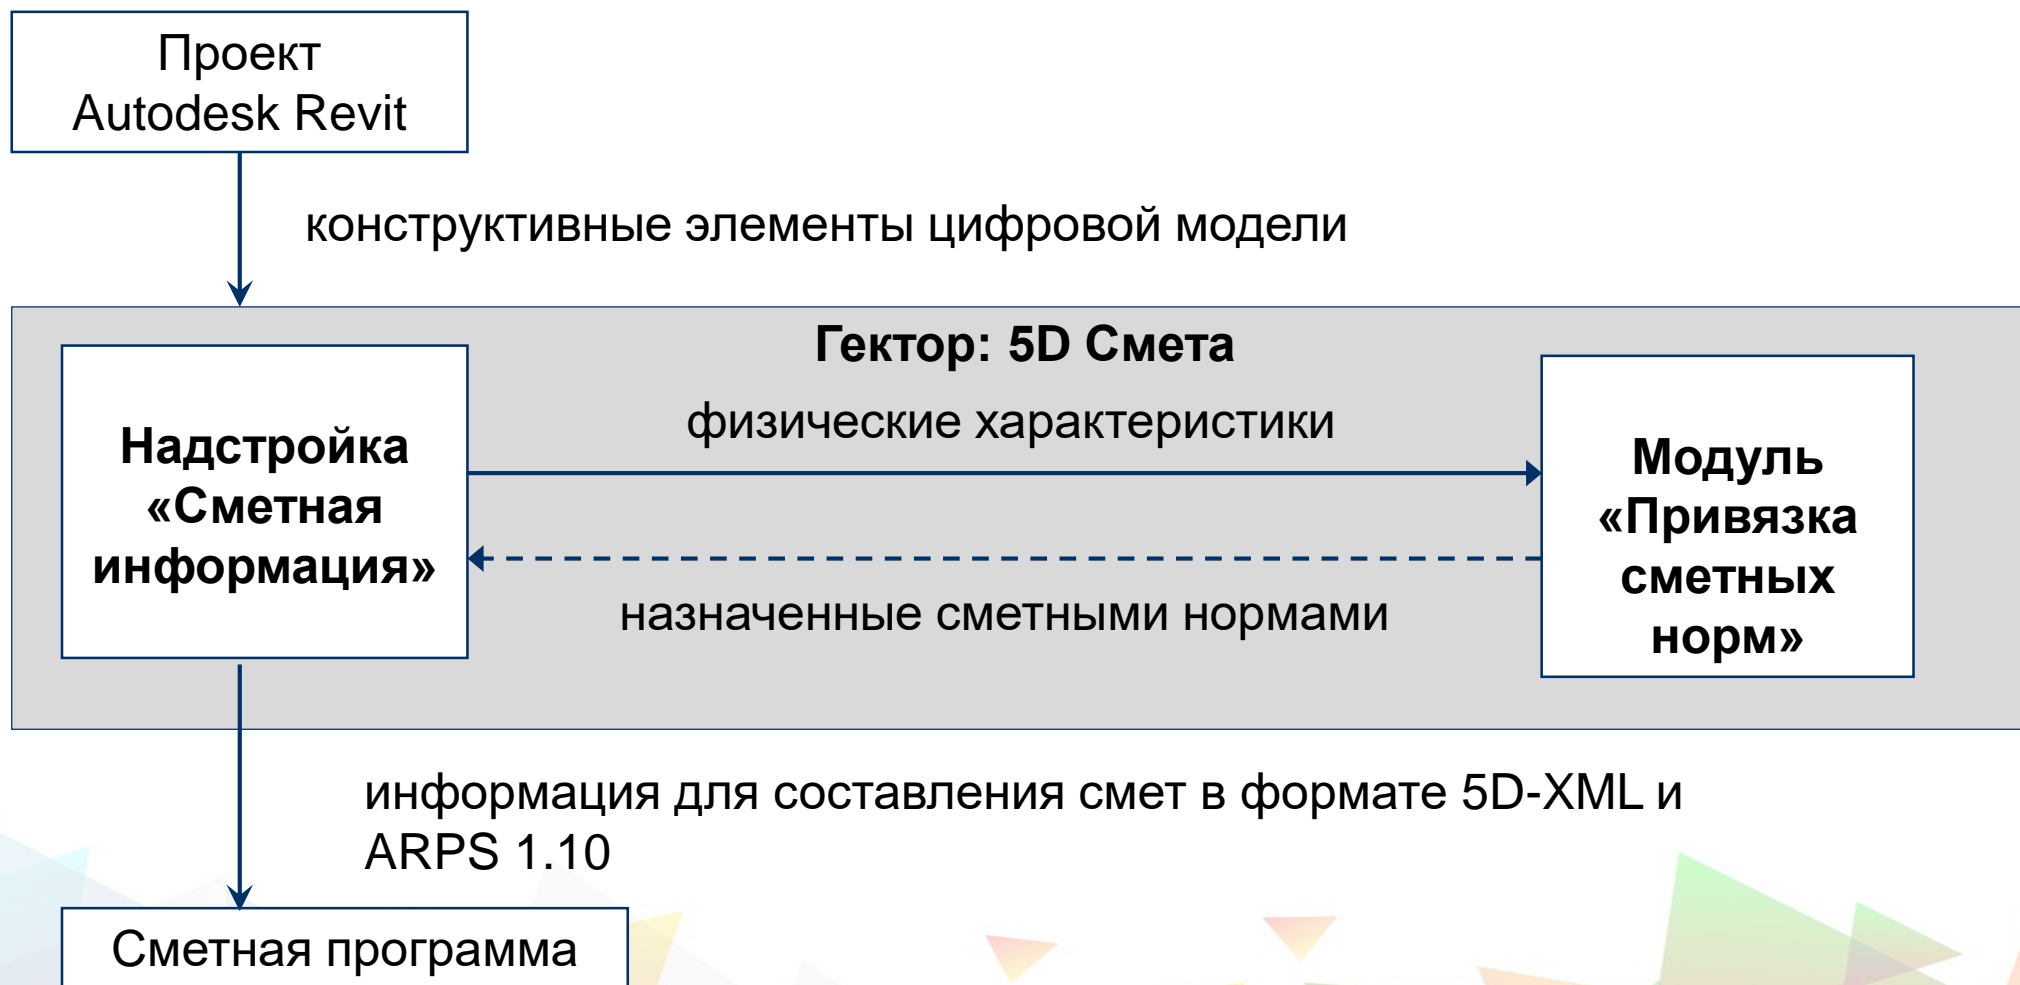 Проект
Autodesk Revit
конструктивные элементы цифровой модели
Гектор: 5D Смета
физические характеристики
Надстройка
«Сметная
информация»
Модуль
«Привязка
сметных
норм»
назначенные сметными нормами
информация для составления смет в формате 5D-XML и
ARPS 1.10
Сметная программа